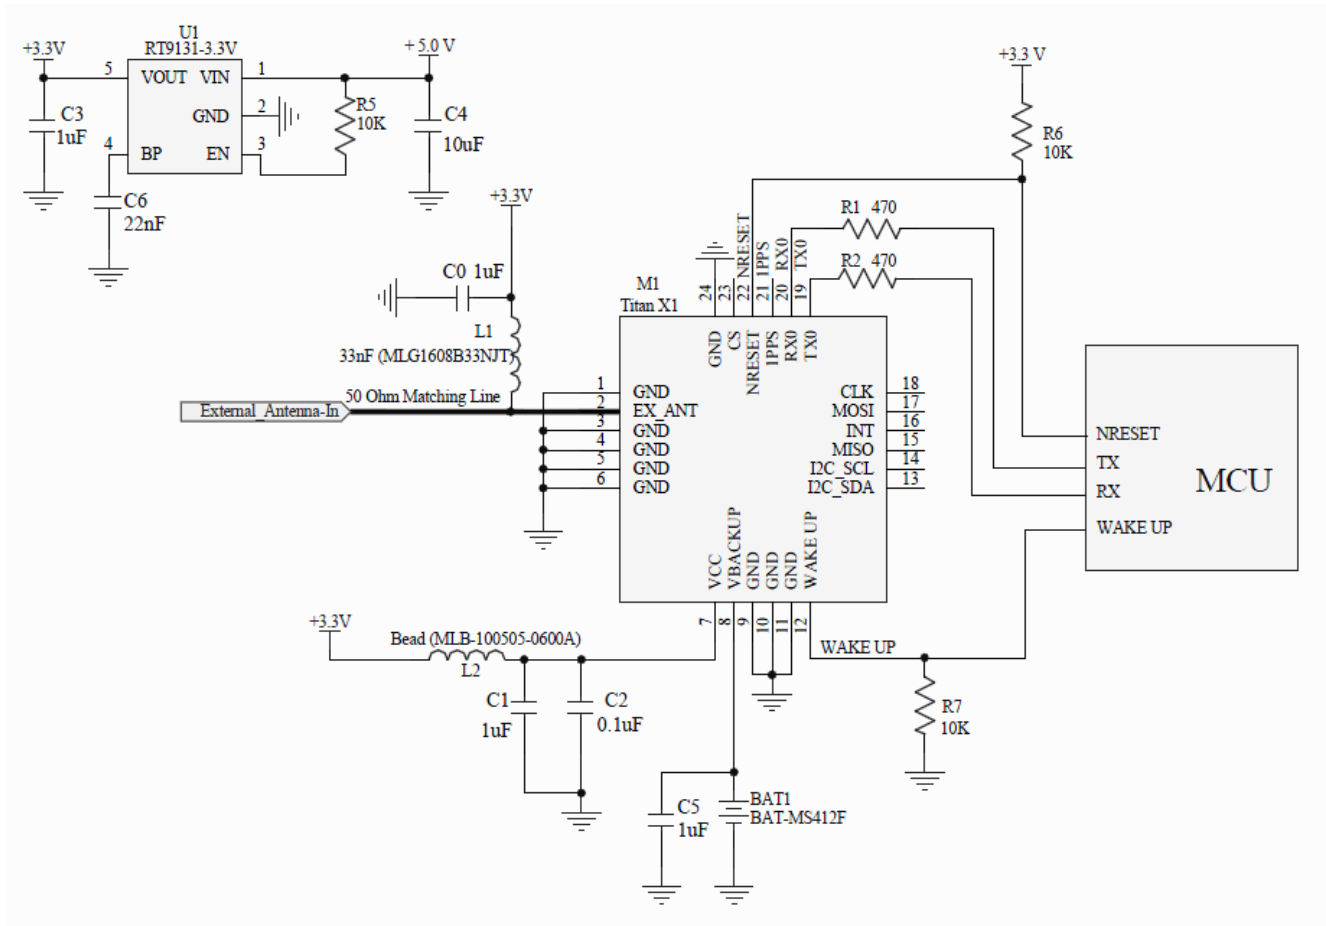 U1
RT9131-3.3V
+3.3V
+5.0 V
5 VOUT VIN 1
GND 2
4 BP EN 3
C3
1uF
R5
10K
C4
10uF
C6
22nF
+3.3V
C0 1uF
L1
33nF (MLG1608B33NJT)
50 Ohm Matching Line
External_Antenna-In
+3.3 V
R6
10K
R1 470
R2 470
NRESET
1PPS
RX0
TX0
24
23
22
21
20
19
M1
Titan X1
GND
CS
NRESET
1PPS
RX0
TX0
1 GND
2 EX_ANT
3 GND
4 GND
5 GND
6 GND
CLK 18
MOSI 17
INT 16
MISO 15
I2C_SCL 14
I2C_SDA 13
VCC
VBACKUP
GND
GND
GND
WAKE UP
7
8
9
10
11
12
NRESET
TX
RX
WAKE UP
MCU
+3.3V
Bead (MLB-100505-0600A)
L2
C1
1uF
C2
0.1uF
WAKE UP
R7
10K
C5
1uF
BAT1
BAT-MS412F